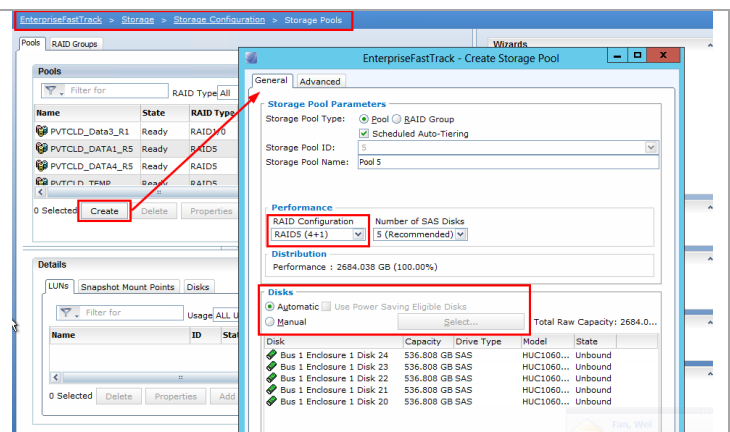 EnterpriseFastTrack > Storage > Storage Configuration > Storage Pools
Pools RAID Groups
Wizards
Pools
Filter for
RAID Type All
Name State RAID Type
PVTCLD_Data3_R1 Ready RAID1/0
PVTCLD_DATA1_R5 Ready RAID5
PVTCLD_DATA4_R5 Ready RAID5
PVTCLD_TEMP Ready RAID5
0 Selected Create Delete Properties
Details
LUNs Snapshot Mount Points Disks
Filter for
Usage ALL U
Name ID Stat
0 Selected Delete Properties Add
EnterpriseFastTrack - Create Storage Pool
General Advanced
Storage Pool Parameters
Storage Pool Type: Pool RAID Group
Scheduled Auto-Tiering
Storage Pool ID: 5
Storage Pool Name: Pool 5
Performance
RAID Configuration Number of SAS Disks
RAID5 (4+1) 5 (Recommended)
Distribution
Performance : 2684.038 GB (100.00%)
Disks
Automatic Use Power Saving Eligible Disks
Manual Select... Total Raw Capacity: 2684.0...
Disk Capacity Drive Type Model State
Bus 1 Enclosure 1 Disk 24 536.808 GB SAS HUC1060... Unbound
Bus 1 Enclosure 1 Disk 23 536.808 GB SAS HUC1060... Unbound
Bus 1 Enclosure 1 Disk 22 536.808 GB SAS HUC1060... Unbound
Bus 1 Enclosure 1 Disk 21 536.808 GB SAS HUC1060... Unbound
Bus 1 Enclosure 1 Disk 20 536.808 GB SAS HUC1060... Unbound